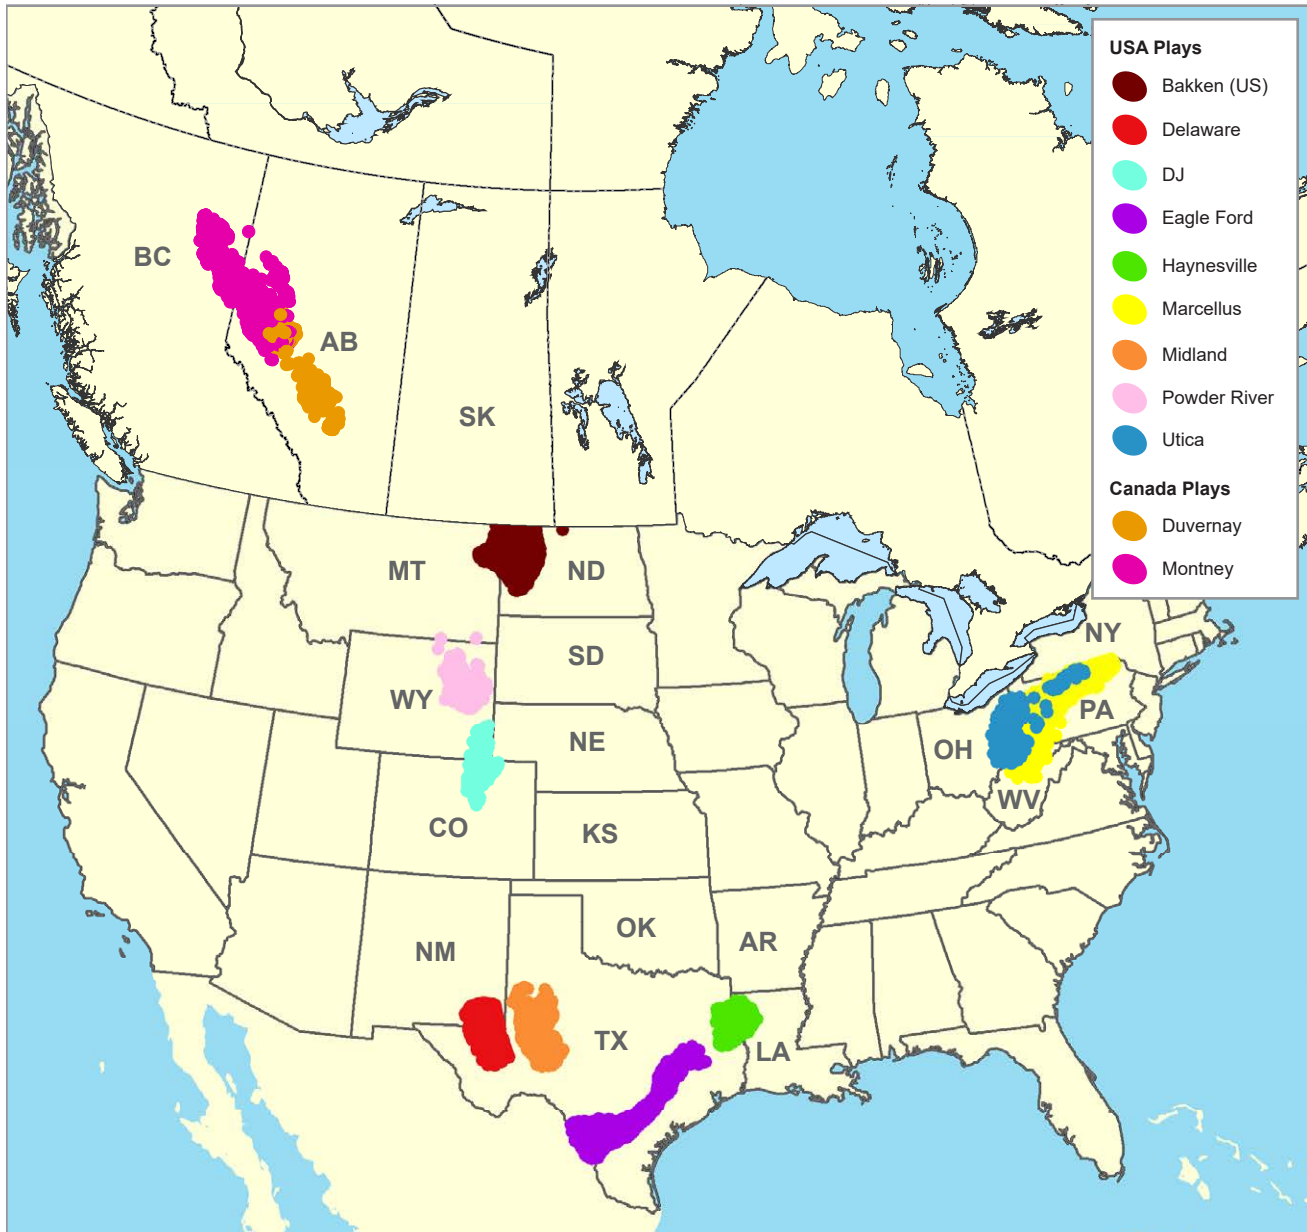 USA Plays
Bakken (US)
Delaware
DJ
Eagle Ford
Haynesville
Marcellus
Midland
Powder River
Utica
Canada Plays
Duvernay
Montney
BC
AB
SK
MT
ND
SD
WY
NE
NY
PA
OH
WV
CO
KS
OK
AR
NM
TX
LA